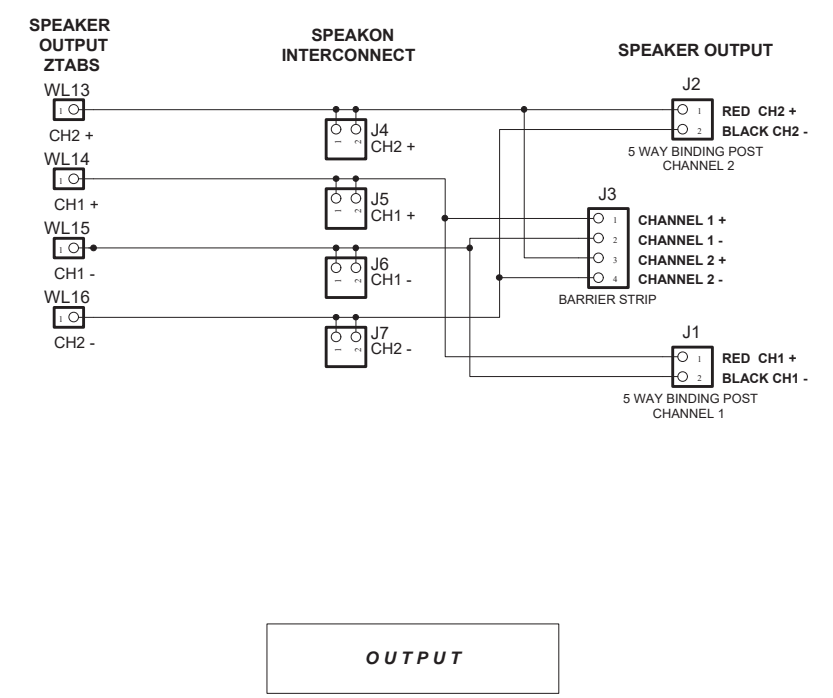 SPEAKER
OUTPUT
ZTABS
SPEAKON
INTERCONNECT
SPEAKER OUTPUT
WL13
1
CH2 +
WL14
1
CH1 +
WL15
1
CH1 -
WL16
1
CH2 -
J4
CH2 +
1 2
J5
CH1 +
1 2
J6
CH1 -
1 2
J7
CH2 -
1 2
J2
1 RED CH2 +
2 BLACK CH2 -
5 WAY BINDING POST
CHANNEL 2
J3
1 CHANNEL 1 +
2 CHANNEL 1 -
3 CHANNEL 2 +
4 CHANNEL 2 -
BARRIER STRIP
J1
1 RED CH1 +
2 BLACK CH1 -
5 WAY BINDING POST
CHANNEL 1
OUTPUT